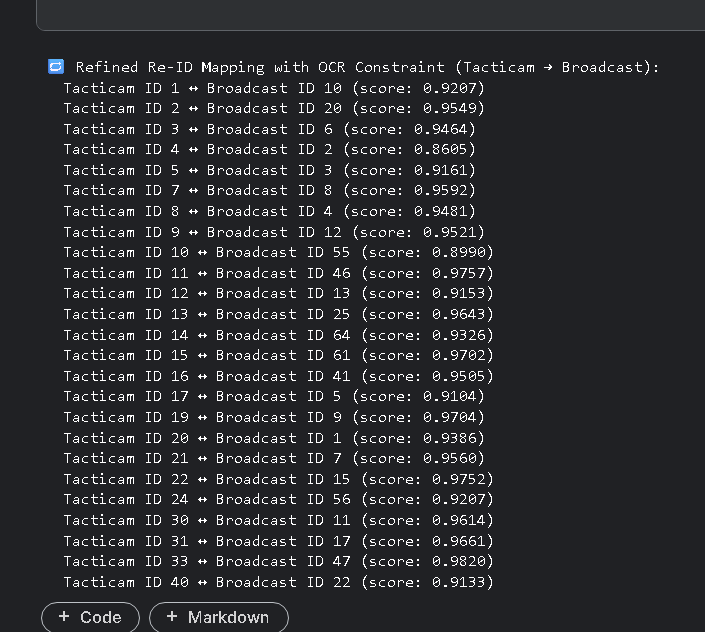 🔁 Refined Re-ID Mapping with OCR Constraint (Tacticam → Broadcast):
Tacticam ID 1 ↔ Broadcast ID 10 (score: 0.9207)
Tacticam ID 2 ↔ Broadcast ID 20 (score: 0.9549)
Tacticam ID 3 ↔ Broadcast ID 6 (score: 0.9464)
Tacticam ID 4 ↔ Broadcast ID 2 (score: 0.8605)
Tacticam ID 5 ↔ Broadcast ID 3 (score: 0.9161)
Tacticam ID 7 ↔ Broadcast ID 8 (score: 0.9592)
Tacticam ID 8 ↔ Broadcast ID 4 (score: 0.9481)
Tacticam ID 9 ↔ Broadcast ID 12 (score: 0.9521)
Tacticam ID 10 ↔ Broadcast ID 55 (score: 0.8990)
Tacticam ID 11 ↔ Broadcast ID 46 (score: 0.9757)
Tacticam ID 12 ↔ Broadcast ID 13 (score: 0.9153)
Tacticam ID 13 ↔ Broadcast ID 25 (score: 0.9643)
Tacticam ID 14 ↔ Broadcast ID 64 (score: 0.9326)
Tacticam ID 15 ↔ Broadcast ID 61 (score: 0.9702)
Tacticam ID 16 ↔ Broadcast ID 41 (score: 0.9505)
Tacticam ID 17 ↔ Broadcast ID 5 (score: 0.9104)
Tacticam ID 19 ↔ Broadcast ID 9 (score: 0.9704)
Tacticam ID 20 ↔ Broadcast ID 1 (score: 0.9386)
Tacticam ID 21 ↔ Broadcast ID 7 (score: 0.9560)
Tacticam ID 22 ↔ Broadcast ID 15 (score: 0.9752)
Tacticam ID 24 ↔ Broadcast ID 56 (score: 0.9207)
Tacticam ID 30 ↔ Broadcast ID 11 (score: 0.9614)
Tacticam ID 31 ↔ Broadcast ID 17 (score: 0.9661)
Tacticam ID 33 ↔ Broadcast ID 47 (score: 0.9820)
Tacticam ID 40 ↔ Broadcast ID 22 (score: 0.9133)
+ Code + Markdown